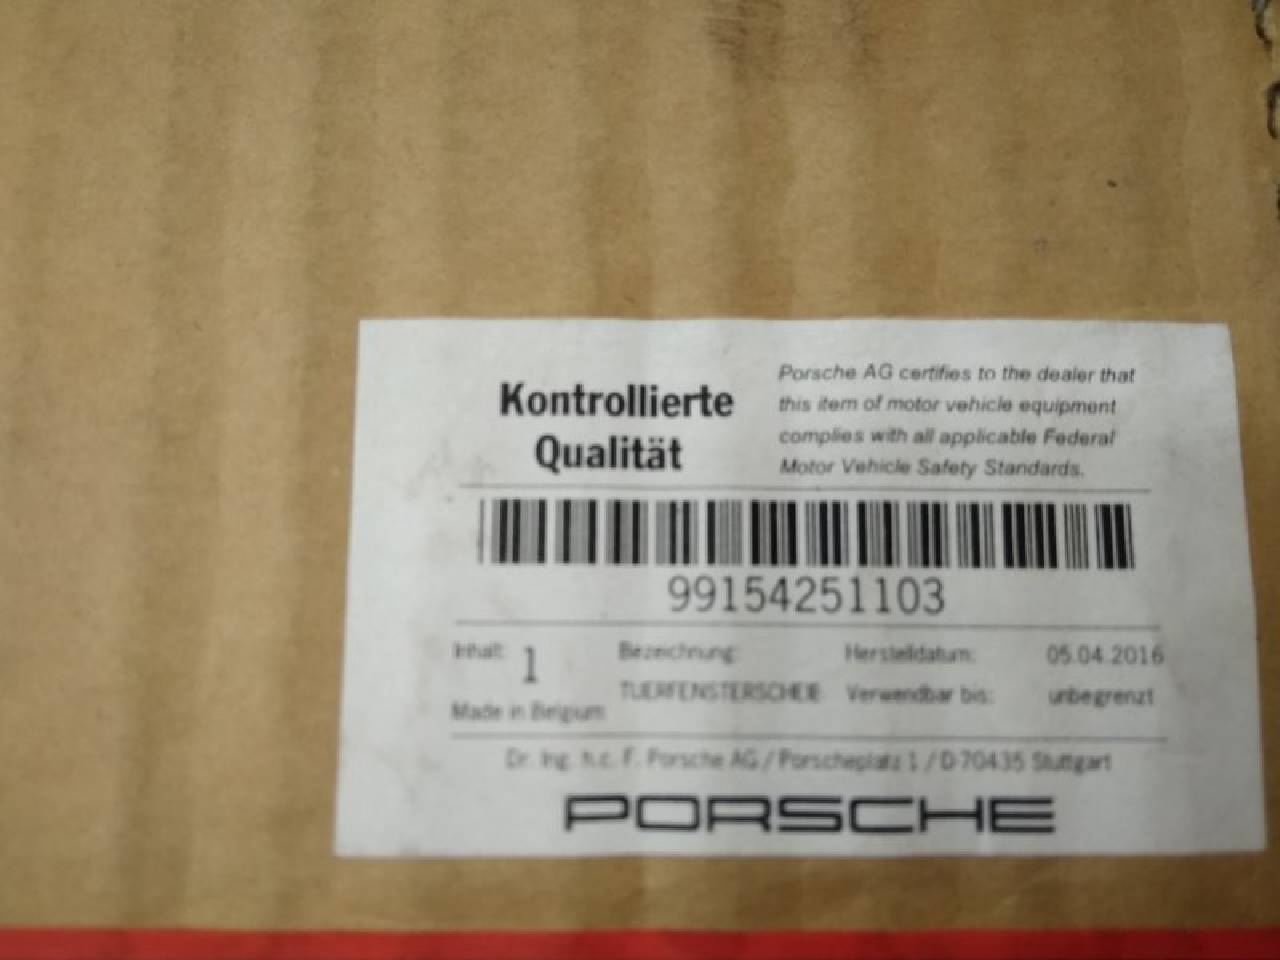 Kontrollierte
Qualität
Porsche AG certifies to the dealer that
this item of motor vehicle equipment
complies with all applicable Federal
Motor Vehicle Safety Standards.
99154251103
Inhalt: 1
Made in Belgium
Bezeichnung:
TUERFENSTERSCHEIB
Herstelldatum: 05.04.2016
Verwendbar bis: unbegrenzt
Dr. Ing. h.c. F. Porsche AG / Porscheplatz 1 / D-70435 Stuttgart
PORSCHE